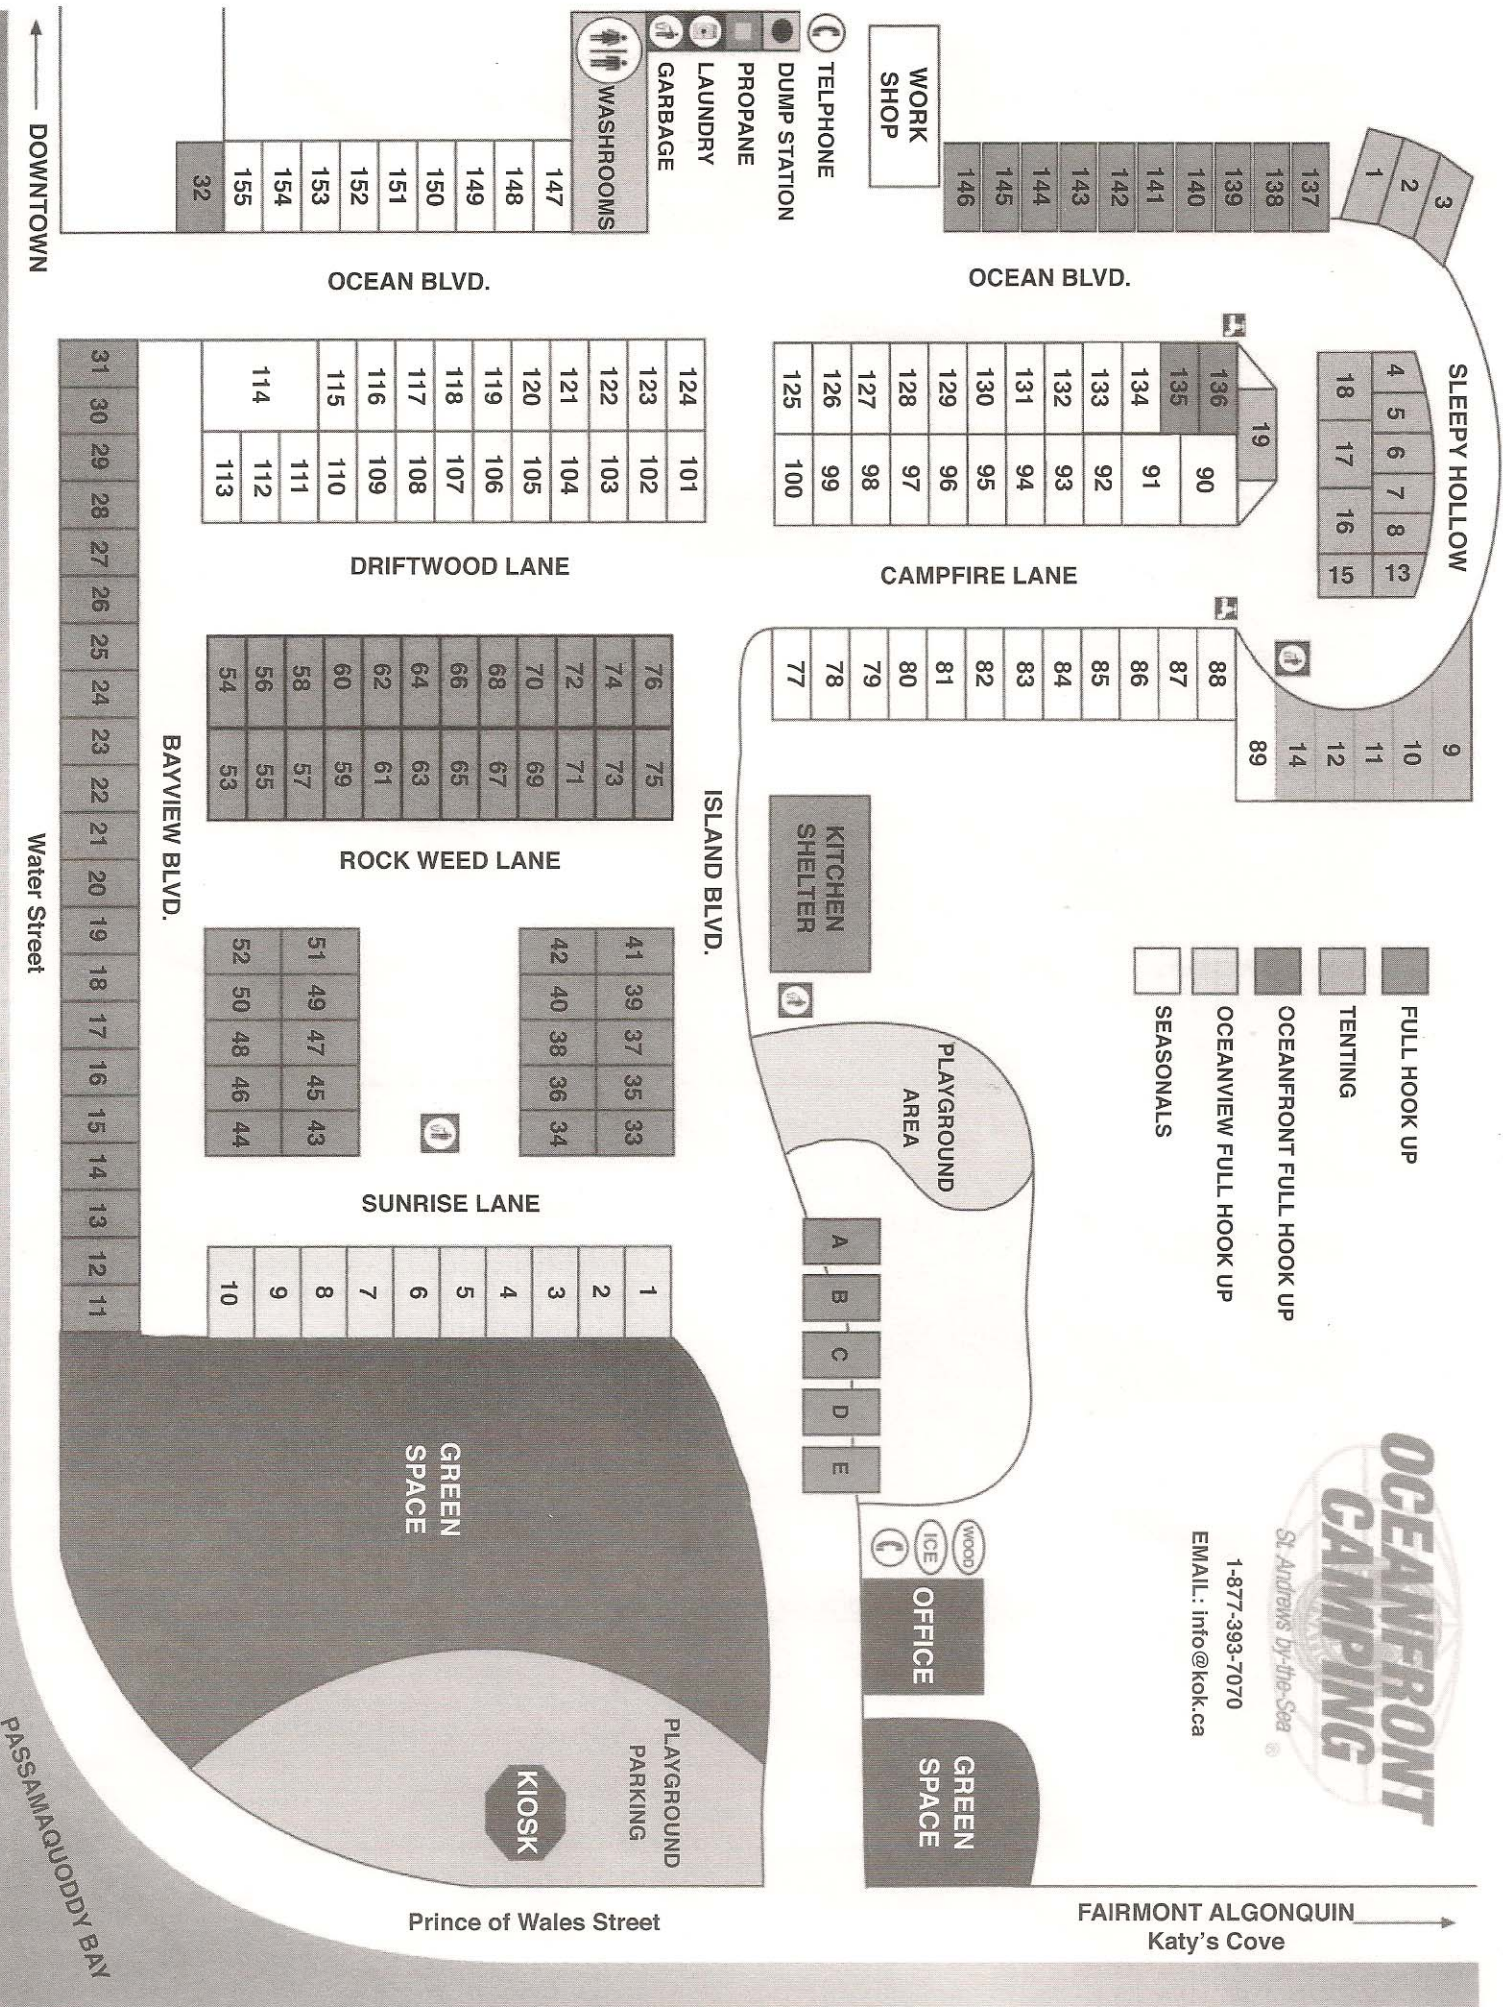 OCEANFRONT
CAMPING
St. Andrews by-the-Sea ®
1-877-393-7070
EMAIL: info@kok.ca
FULL HOOK UP
TENTING
OCEANFRONT FULL HOOK UP
OCEANVIEW FULL HOOK UP
SEASONALS
TELPHONE
DUMP STATION
PROPANE
LAUNDRY
GARBAGE
WASHROOMS
WORK
SHOP
1
2
3
SLEEPY HOLLOW
4 5 6 7 8 13
18 17 16 15
19
9
10
11
12
14
89
137
138
139
140
141
142
143
144
145
146
147
148
149
150
151
152
153
154
155
32
DOWNTOWN
OCEAN BLVD.
OCEAN BLVD.
136 90
135
134 91
133 92
132 93
131 94
130 95
129 96
128 97
127 98
126 99
125 100
124 101
123 102
122 103
121 104
120 105
119 106
118 107
117 108
116 109
115 110
114 111
112
113
CAMPFIRE LANE
DRIFTWOOD LANE
88
87
86
85
84
83
82
81
80
79
78
77
76 75
74 73
72 71
70 69
68 67
66 65
64 63
62 61
60 59
58 57
56 55
54 53
ISLAND BLVD.
ROCK WEED LANE
BAYVIEW BLVD.
KITCHEN
SHELTER
PLAYGROUND
AREA
41 39 37 35 33
42 40 38 36 34
51 49 47 45 43
52 50 48 46 44
SUNRISE LANE
1
2
3
4
5
6
7
8
9
10
31 30 29 28 27 26 25 24 23 22 21 20 19 18 17 16 15 14 13 12 11
Water Street
A B C D E
WOOD
ICE
OFFICE
GREEN
SPACE
GREEN
SPACE
PLAYGROUND
PARKING
KIOSK
Prince of Wales Street
FAIRMONT ALGONQUIN
Katy's Cove
PASSAMAQUODDY BAY